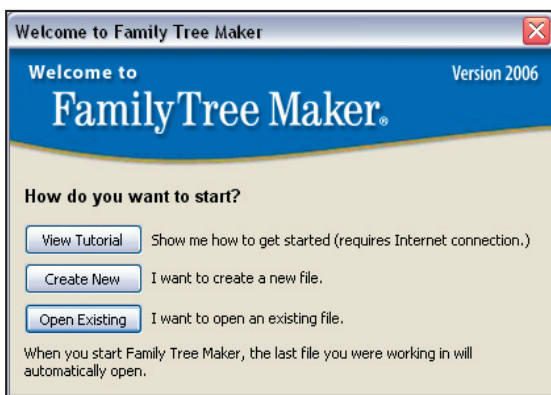 Welcome to Family Tree Maker
Welcome to
Version 2006
Family Tree Maker®
How do you want to start?
View Tutorial Show me how to get started (requires Internet connection.)
Create New I want to create a new file.
Open Existing I want to open an existing file.
When you start Family Tree Maker, the last file you were working in will
automatically open.